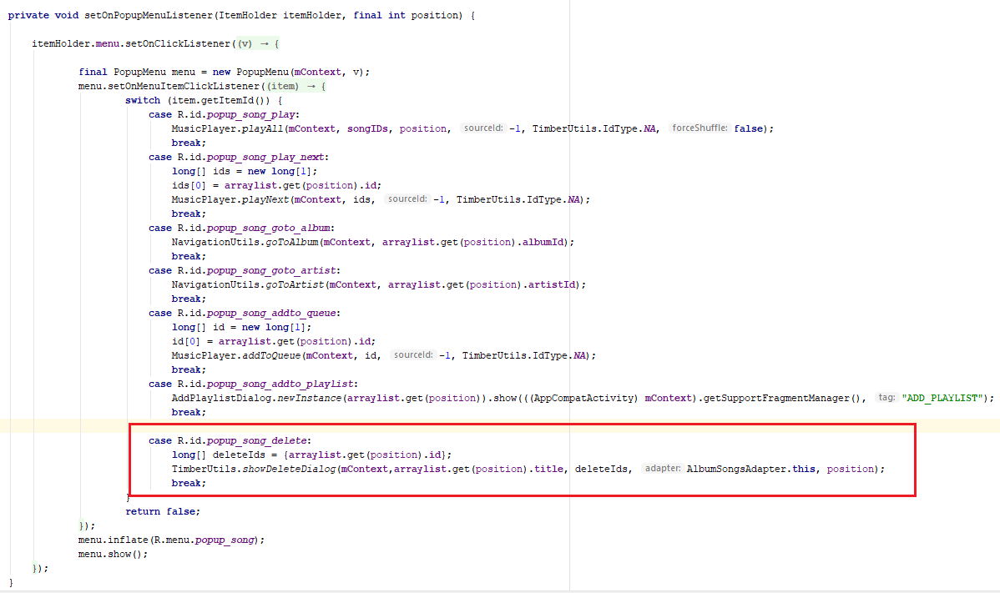 private void setOnPopupMenuListener(ItemHolder itemHolder, final int position) {
itemHolder.menu.setOnClickListener((v) → {
final PopupMenu menu = new PopupMenu(mContext, v);
menu.setOnMenuItemClickListener((item) → {
switch (item.getItemId()) {
case R.id.popup_song_play:
MusicPlayer.playAll(mContext, songIDs, position, sourceId: -1, TimberUtils.IdType.NA, forceShuffle: false);
break;
case R.id.popup_song_play_next:
long[] ids = new long[1];
ids[0] = arraylist.get(position).id;
MusicPlayer.playNext(mContext, ids, sourceId: -1, TimberUtils.IdType.NA);
break;
case R.id.popup_song_goto_album:
NavigationUtils.goToAlbum(mContext, arraylist.get(position).albumId);
break;
case R.id.popup_song_goto_artist:
NavigationUtils.goToArtist(mContext, arraylist.get(position).artistId);
break;
case R.id.popup_song_addto_queue:
long[] id = new long[1];
id[0] = arraylist.get(position).id;
MusicPlayer.addToQueue(mContext, id, sourceId: -1, TimberUtils.IdType.NA);
break;
case R.id.popup_song_addto_playlist:
AddPlaylistDialog.newInstance(arraylist.get(position)).show(((AppCompatActivity) mContext).getSupportFragmentManager(), tag: "ADD_PLAYLIST");
break;
case R.id.popup_song_delete:
long[] deleteIds = {arraylist.get(position).id};
TimberUtils.showDeleteDialog(mContext,arraylist.get(position).title, deleteIds, adapter: AlbumSongsAdapter.this, position);
break;
}
return false;
});
menu.inflate(R.menu.popup_song);
menu.show();
});
}